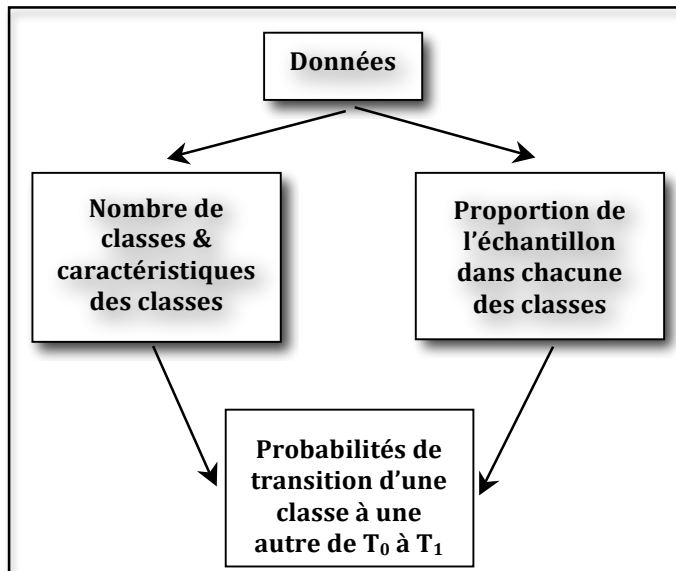 Données
Nombre de
classes &
caractéristiques
des classes
Proportion de
l’échantillon
dans chacune
des classes
Probabilités de
transition d’une
classe à une
autre de T₀ à T₁